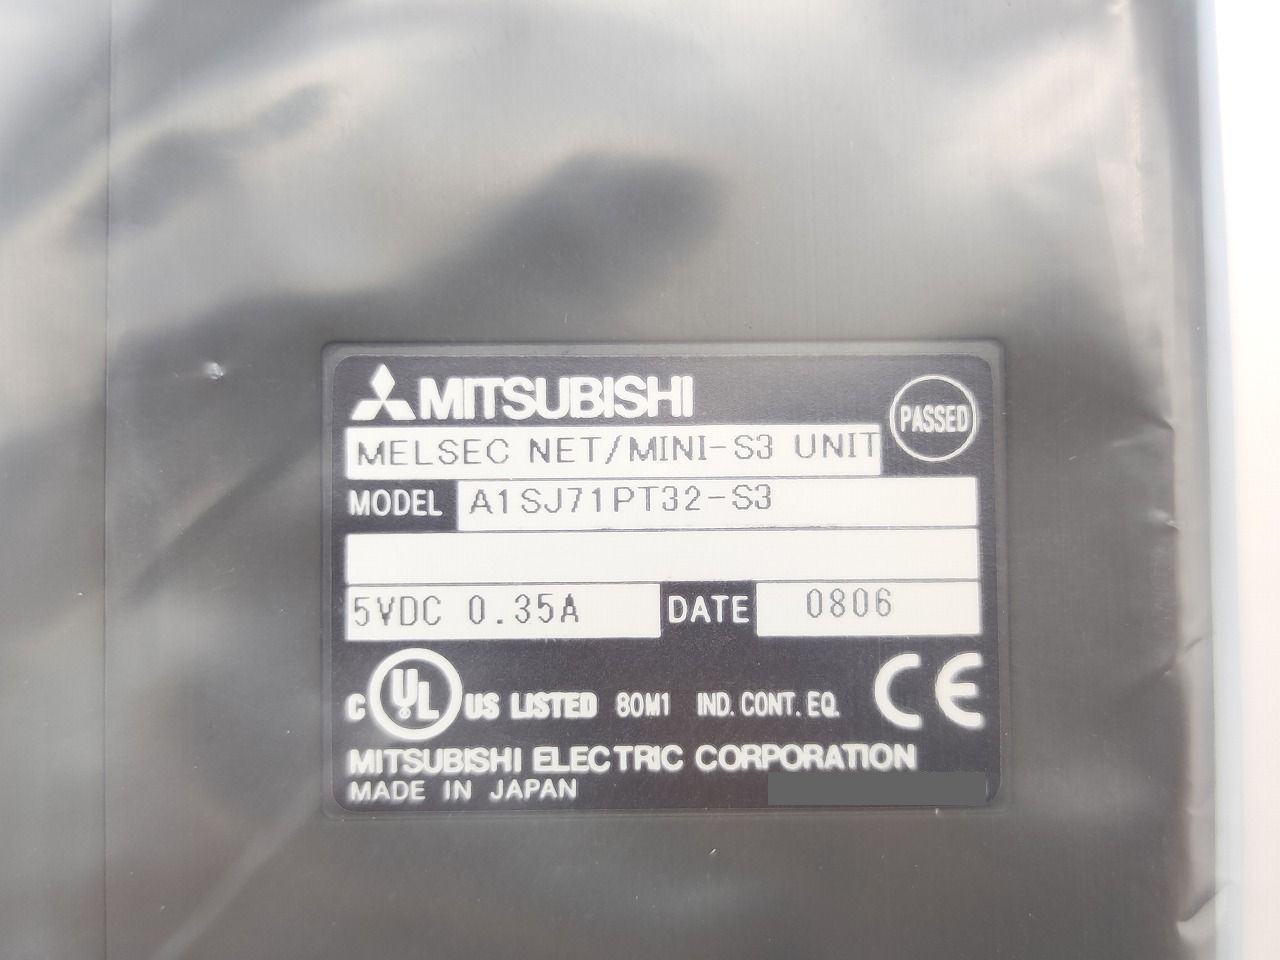 MITSUBISHI
PASSED
MELSEC NET/MINI-S3 UNIT
MODEL A1SJ71PT32-S3
5VDC 0.35A DATE 0806
C UL US LISTED 80M1 IND. CONT. EQ. CE
MITSUBISHI ELECTRIC CORPORATION
MADE IN JAPAN